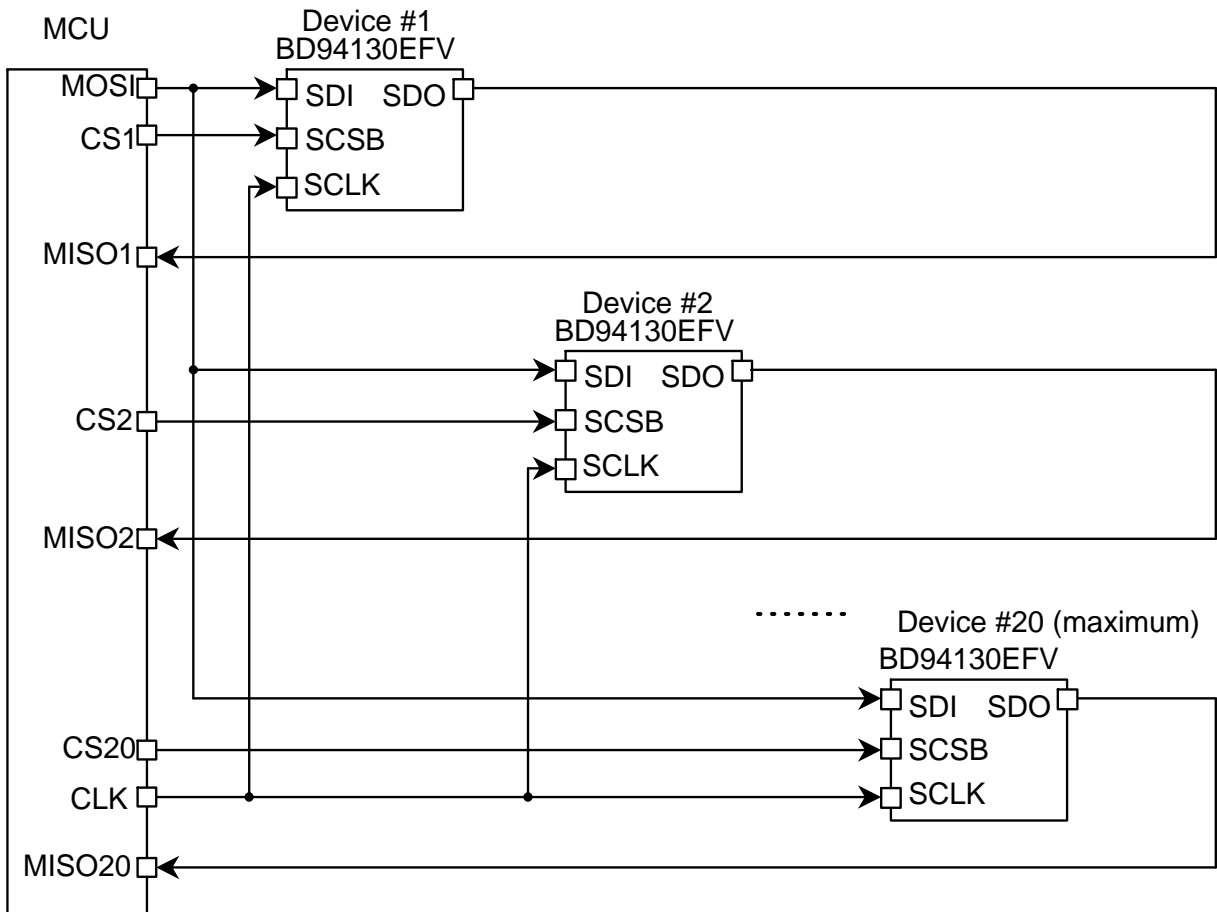 MCU
Device #1
BD94130EFV
MOSI
SDI SDO
CS1
SCSB
SCLK
MISO1
Device #2
BD94130EFV
SDI SDO
CS2
SCSB
SCLK
MISO2
Device #20 (maximum)
BD94130EFV
SDI SDO
CS20
SCSB
CLK
SCLK
MISO20